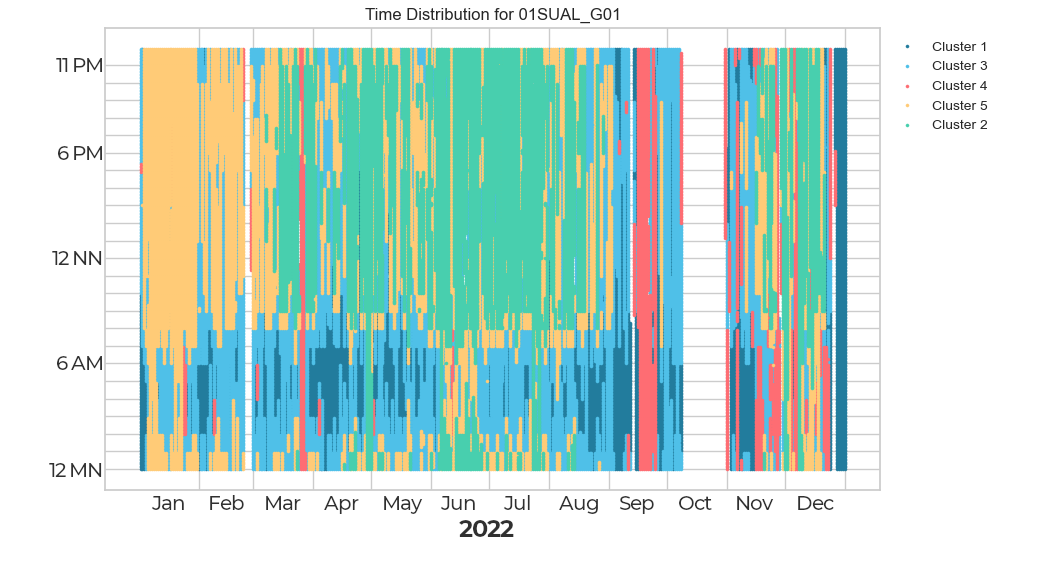 Time Distribution for 01SUAL_G01
11 PM
6 PM
12 NN
6 AM
12 MN
Jan Feb Mar Apr May Jun Jul Aug Sep Oct Nov Dec
2022
Cluster 1
Cluster 3
Cluster 4
Cluster 5
Cluster 2